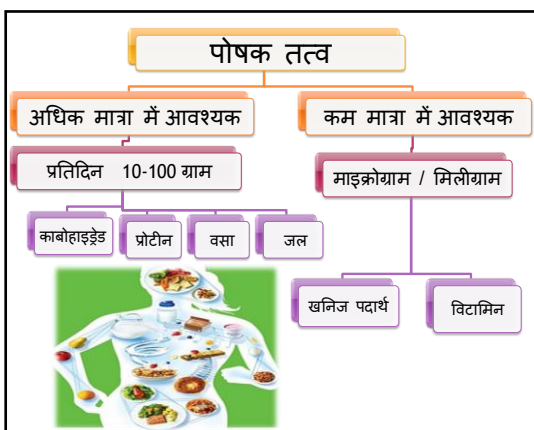 पोषक तत्व
अधिक मात्रा में आवश्यक
कम मात्रा में आवश्यक
प्रतिदिन 10-100 ग्राम
माइक्रोग्राम / मिलीग्राम
काबोहाइड्रेड
प्रोटीन
वसा
जल
खनिज पदार्थ
विटामिन